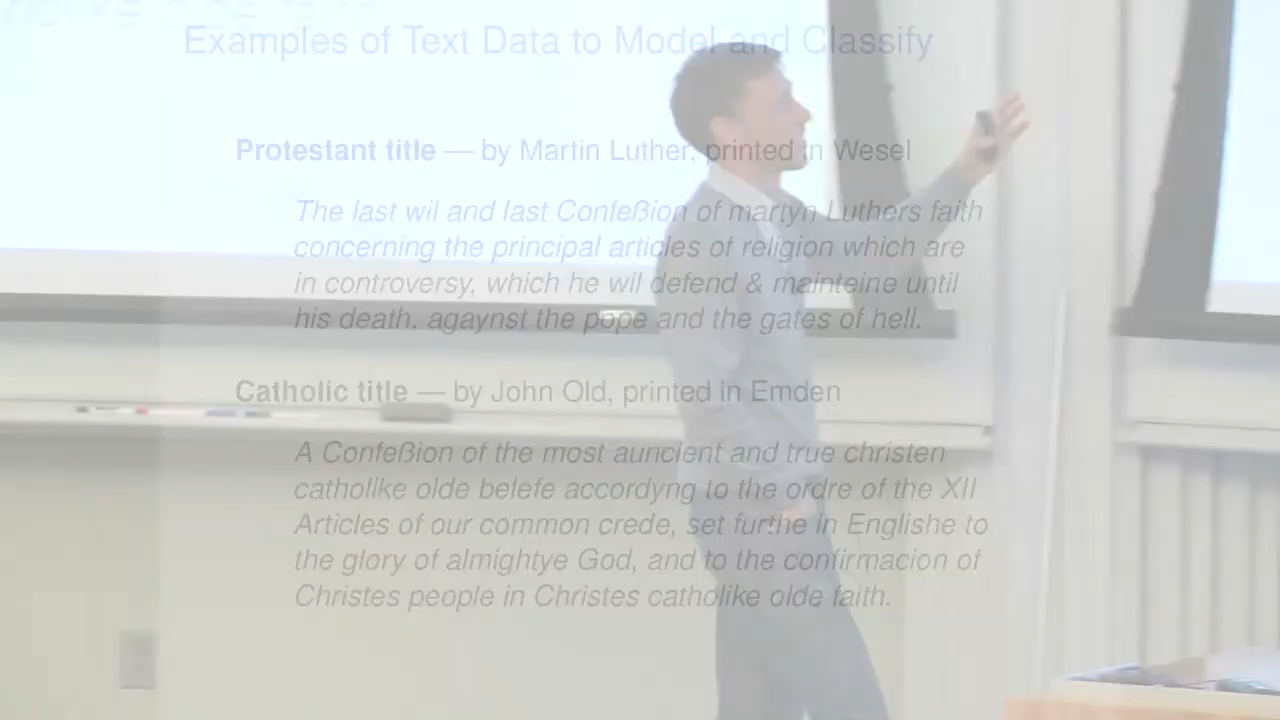 Examples of Text Data to Model and Classify
Protestant title — by Martin Luther, printed in Wesel
The last wil and last Confeßion of martyn Luthers faith
concerning the principal articles of religion which are
in controversy, which he wil defend & mainteine until
his death, agaynst the pope and the gates of hell.
Catholic title — by John Old, printed in Emden
A Confeßion of the most auncient and true christen
catholike olde belefe accordyng to the ordre of the XII
Articles of our common crede, set furthe in Englishe to
the glory of almightye God, and to the confirmacion of
Christes people in Christes catholike olde faith.